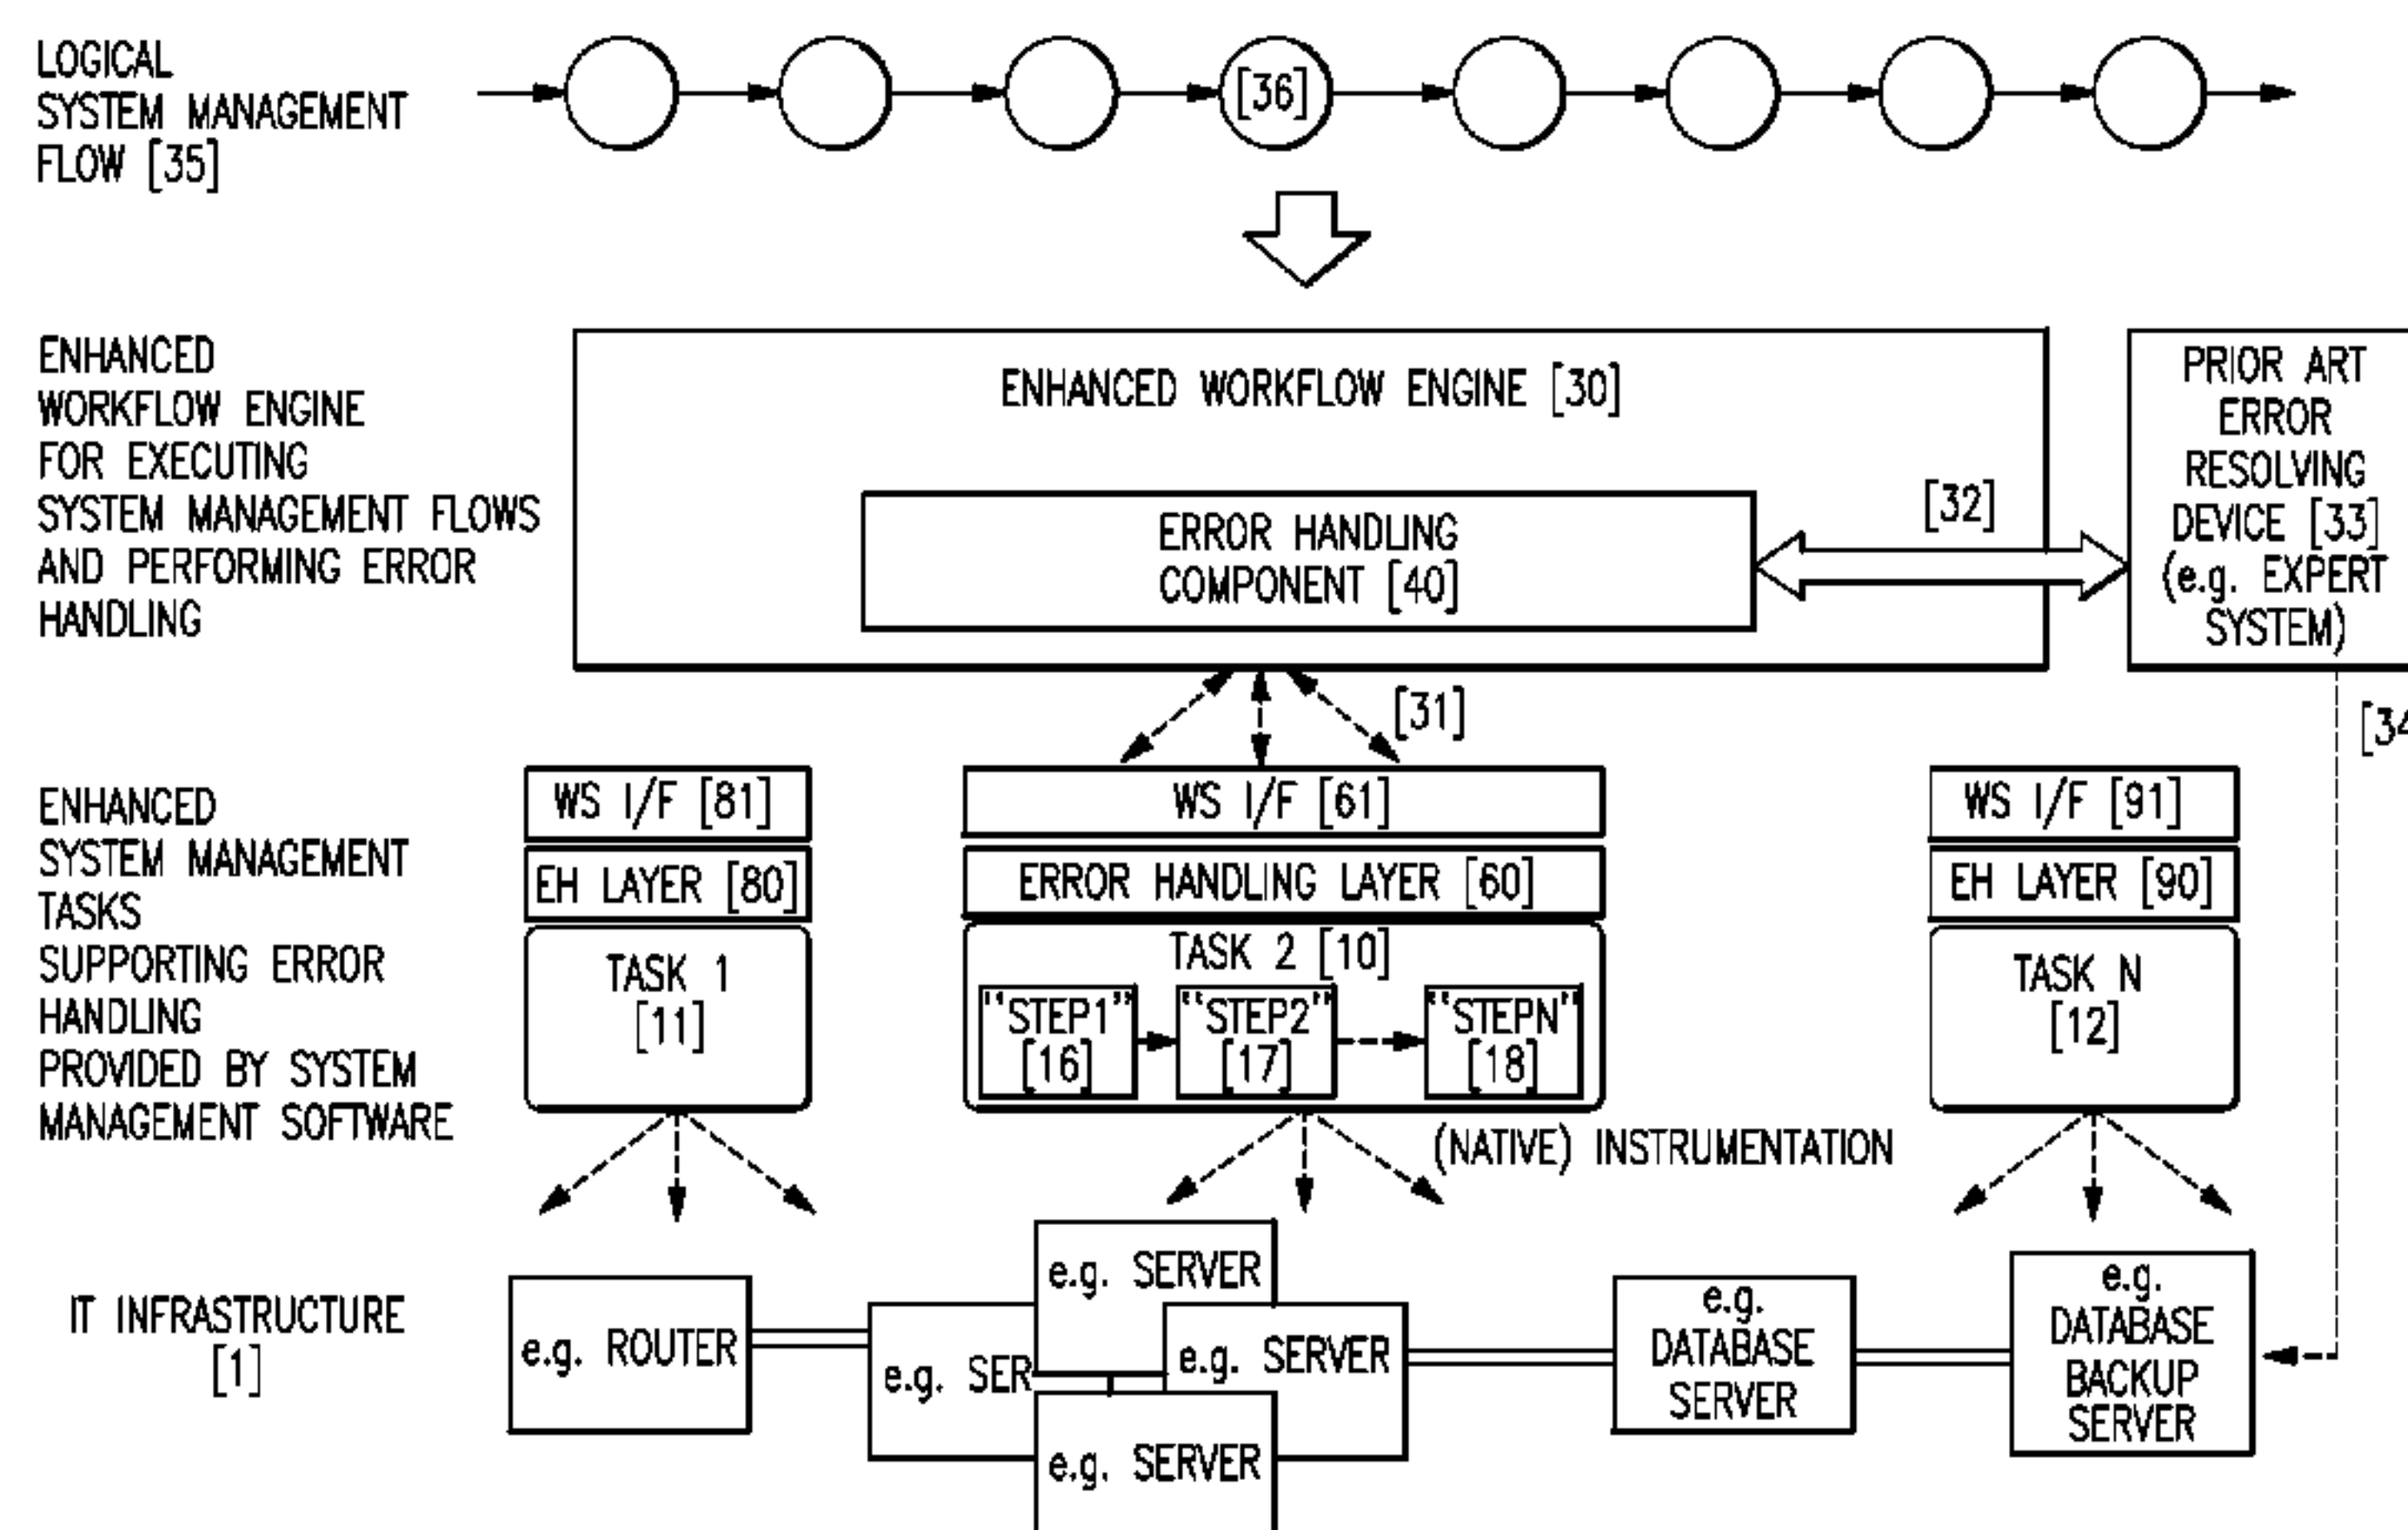 LOGICAL
SYSTEM MANAGEMENT
FLOW [35]
[36]
ENHANCED
WORKFLOW ENGINE
FOR EXECUTING
SYSTEM MANAGEMENT FLOWS
AND PERFORMING ERROR
HANDLING
ENHANCED WORKFLOW ENGINE [30]
ERROR HANDLING
COMPONENT [40]
[32]
PRIOR ART
ERROR
RESOLVING
DEVICE [33]
(e.g. EXPERT
SYSTEM)
[31]
[34
ENHANCED
SYSTEM MANAGEMENT
TASKS
SUPPORTING ERROR
HANDLING
PROVIDED BY SYSTEM
MANAGEMENT SOFTWARE
WS I/F [81]
EH LAYER [80]
TASK 1
[11]
WS I/F [61]
ERROR HANDLING LAYER [60]
TASK 2 [10]
"STEP1"
[16]
"STEP2"
[17]
"STEPN"
[18]
WS I/F [91]
EH LAYER [90]
TASK N
[12]
(NATIVE) INSTRUMENTATION
IT INFRASTRUCTURE
[1]
e.g. ROUTER
e.g. SERVER
e.g. SER
e.g. SERVER
e.g. SERVER
e.g.
DATABASE
SERVER
e.g.
DATABASE
BACKUP
SERVER